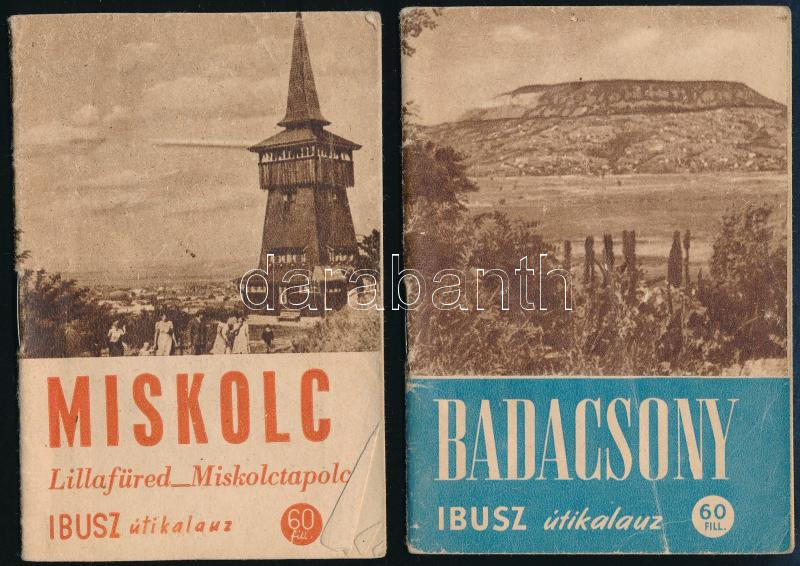 MISKOLC
Lillafüred_Miskolctapolc
IBUSZ útikalauz
60
fill.
BADACSONY
IBUSZ útikalauz
60
FILL.
darabanth